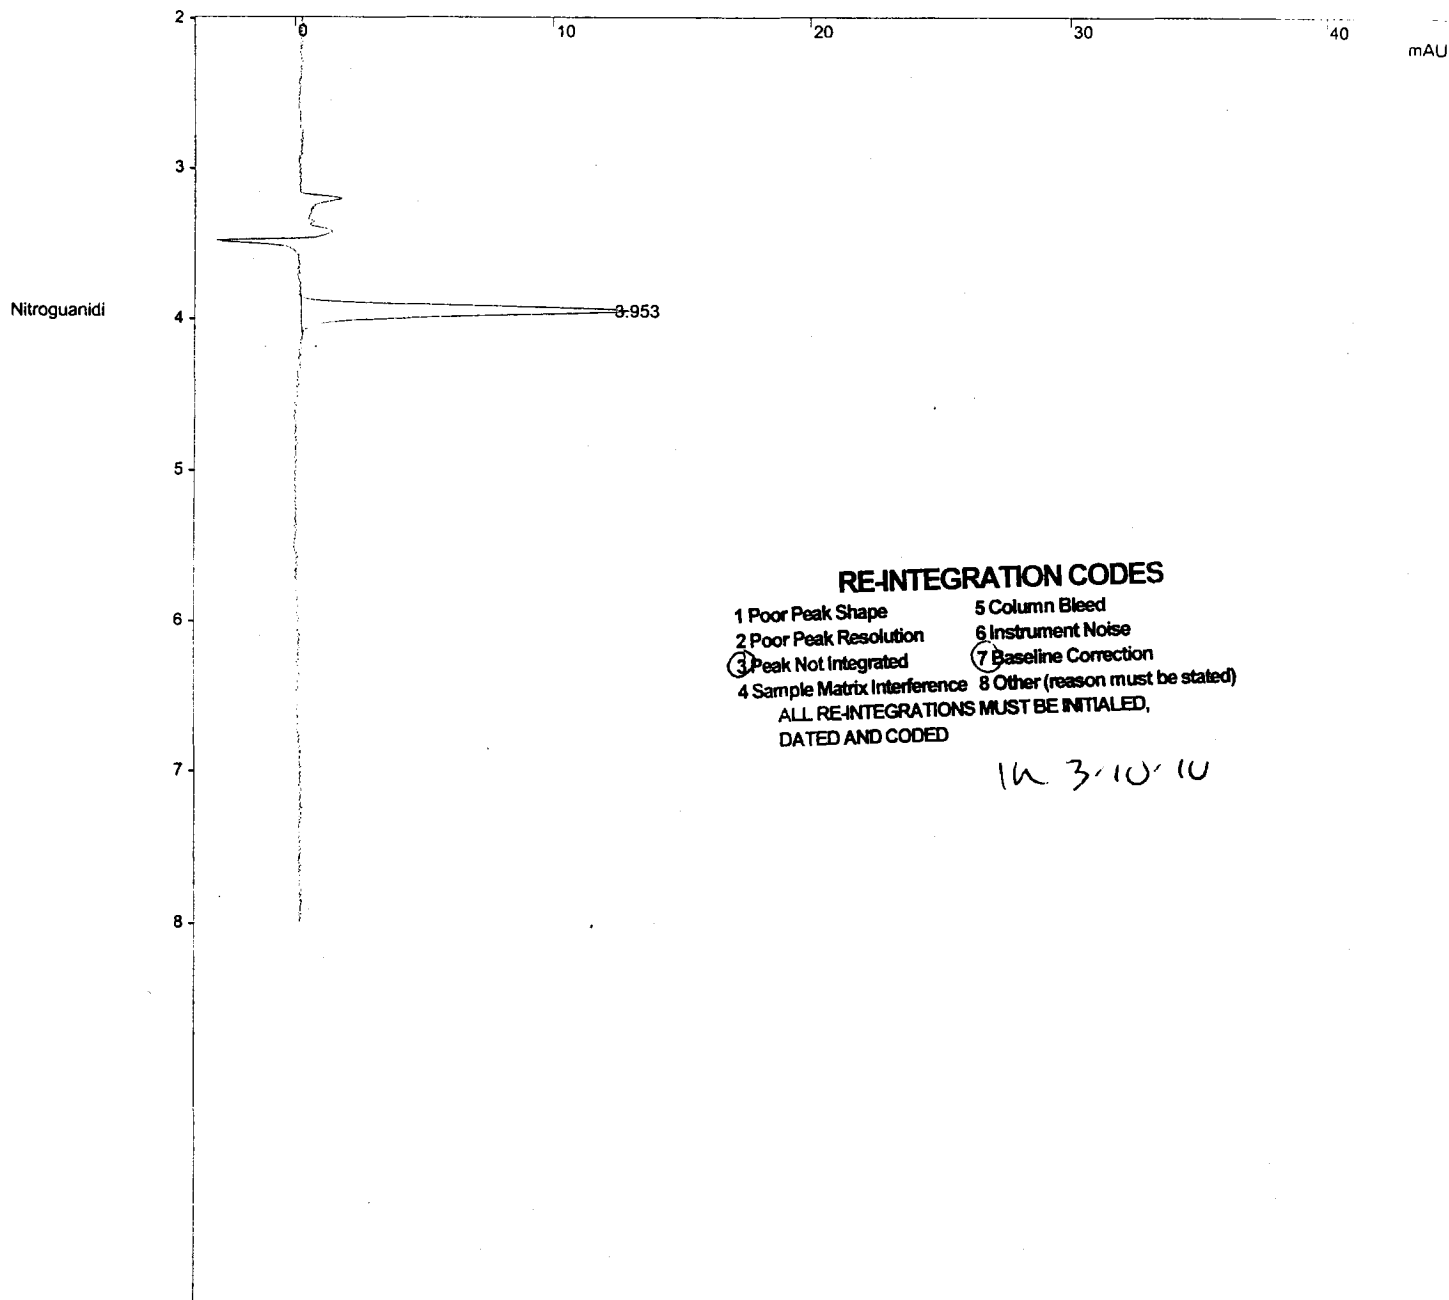 2
0 10 20 30 40
mAU
3
Nitroguanidi
4
3.953
5
RE-INTEGRATION CODES
1 Poor Peak Shape 5 Column Bleed
2 Poor Peak Resolution 6 Instrument Noise
6
3 Peak Not Integrated 7 Baseline Correction
4 Sample Matrix Interference 8 Other (reason must be stated)
ALL RE-INTEGRATIONS MUST BE INITIALED,
DATED AND CODED
7
3-10-10
8